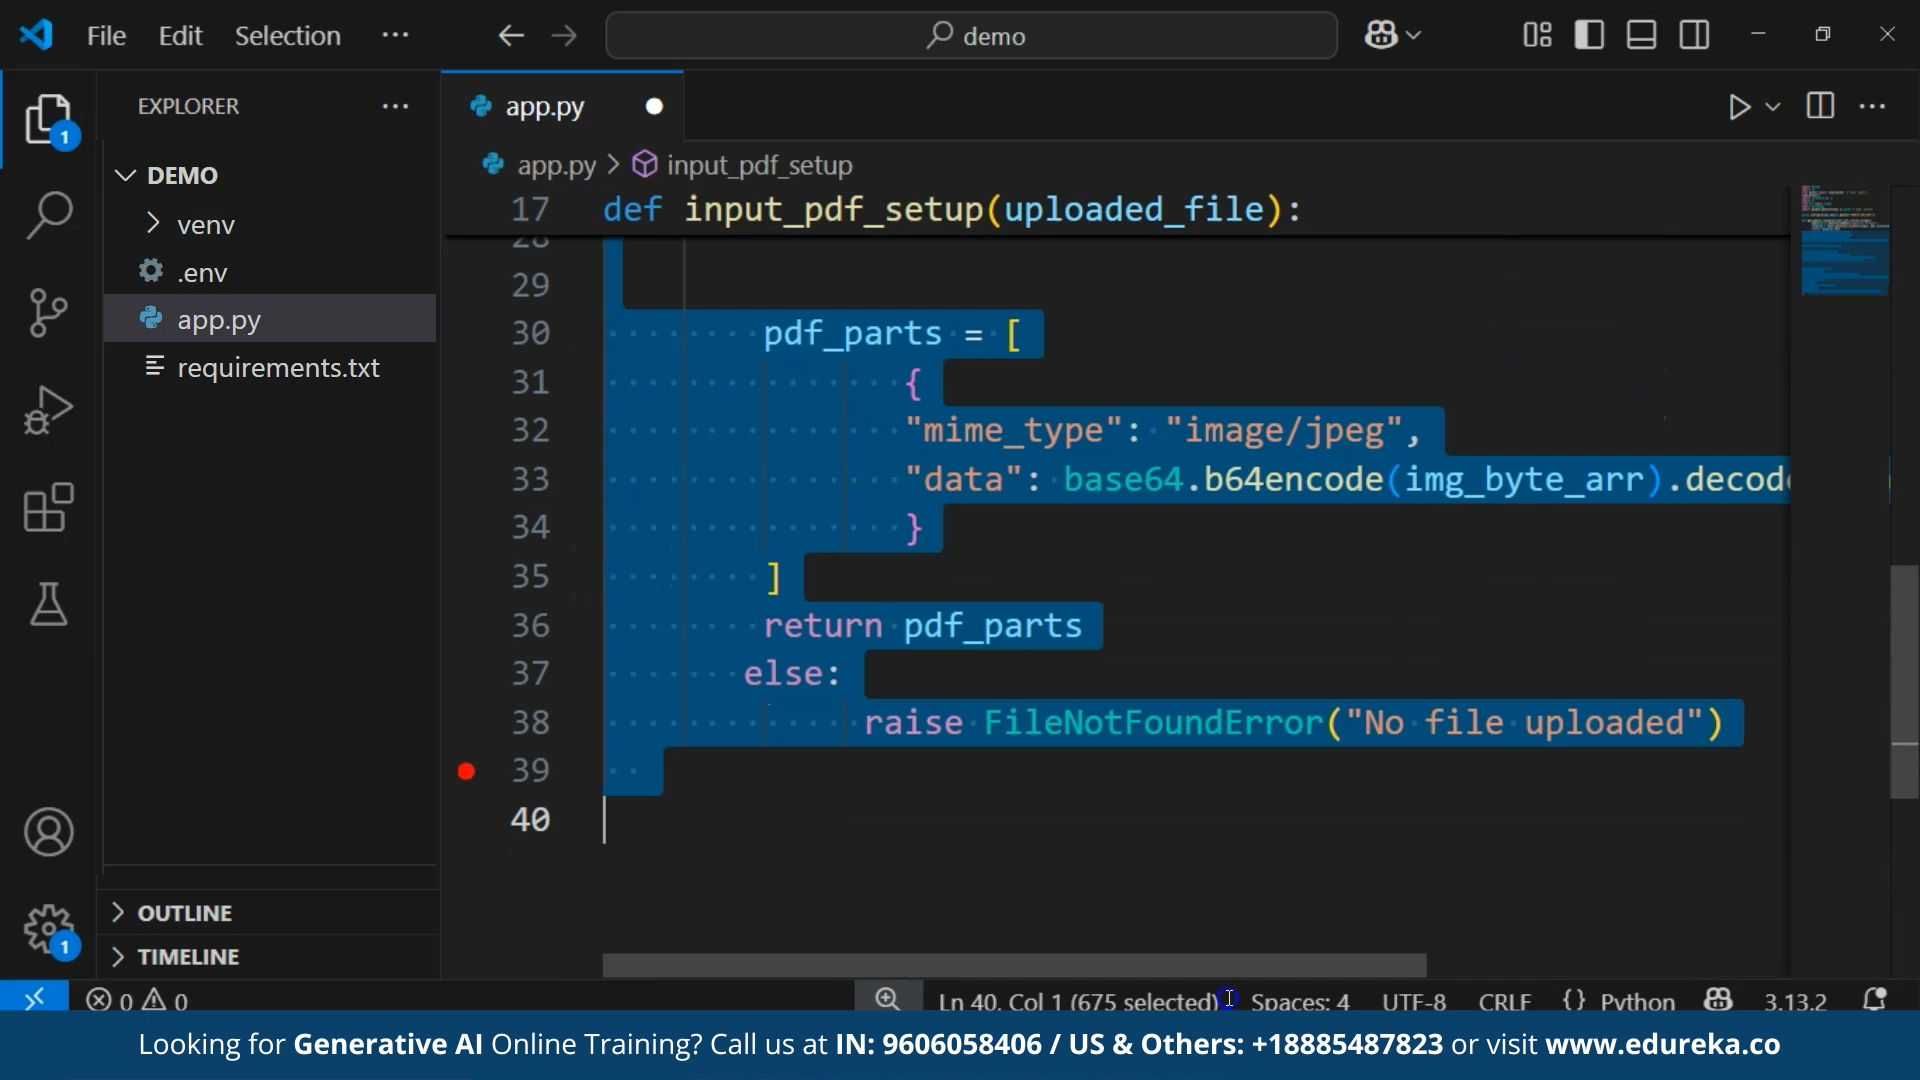 File Edit Selection ··· demo
EXPLORER ···
app.py
app.py > input_pdf_setup
DEMO
venv
.env
app.py
requirements.txt
17 def input_pdf_setup(uploaded_file):
28
29
30 pdf_parts = [
31 {
32 "mime_type": "image/jpeg",
33 "data": base64.b64encode(img_byte_arr).decode
34 }
35 ]
36 return pdf_parts
37 else:
38 raise FileNotFoundError("No file uploaded")
39
40
OUTLINE
TIMELINE
1
1
0 0 Ln 40, Col 1 (675 selected) Spaces: 4 UTF-8 CRLF {} Python 3.13.2
Looking for Generative AI Online Training? Call us at IN: 9606058406 / US & Others: +18885487823 or visit www.edureka.co